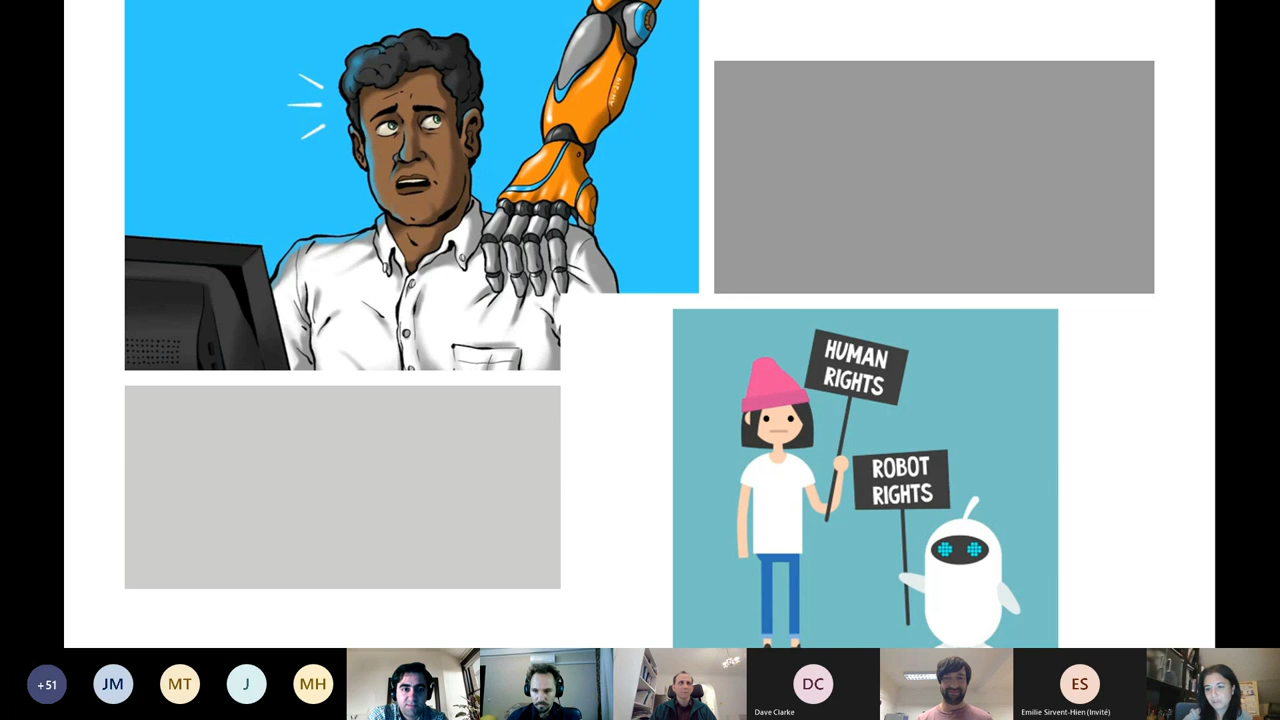 HUMAN
RIGHTS
ROBOT
RIGHTS
+51
JM
MT
J
MH
DC
Dave Clarke
ES
Emilie Sirvent-Hien (Invité)